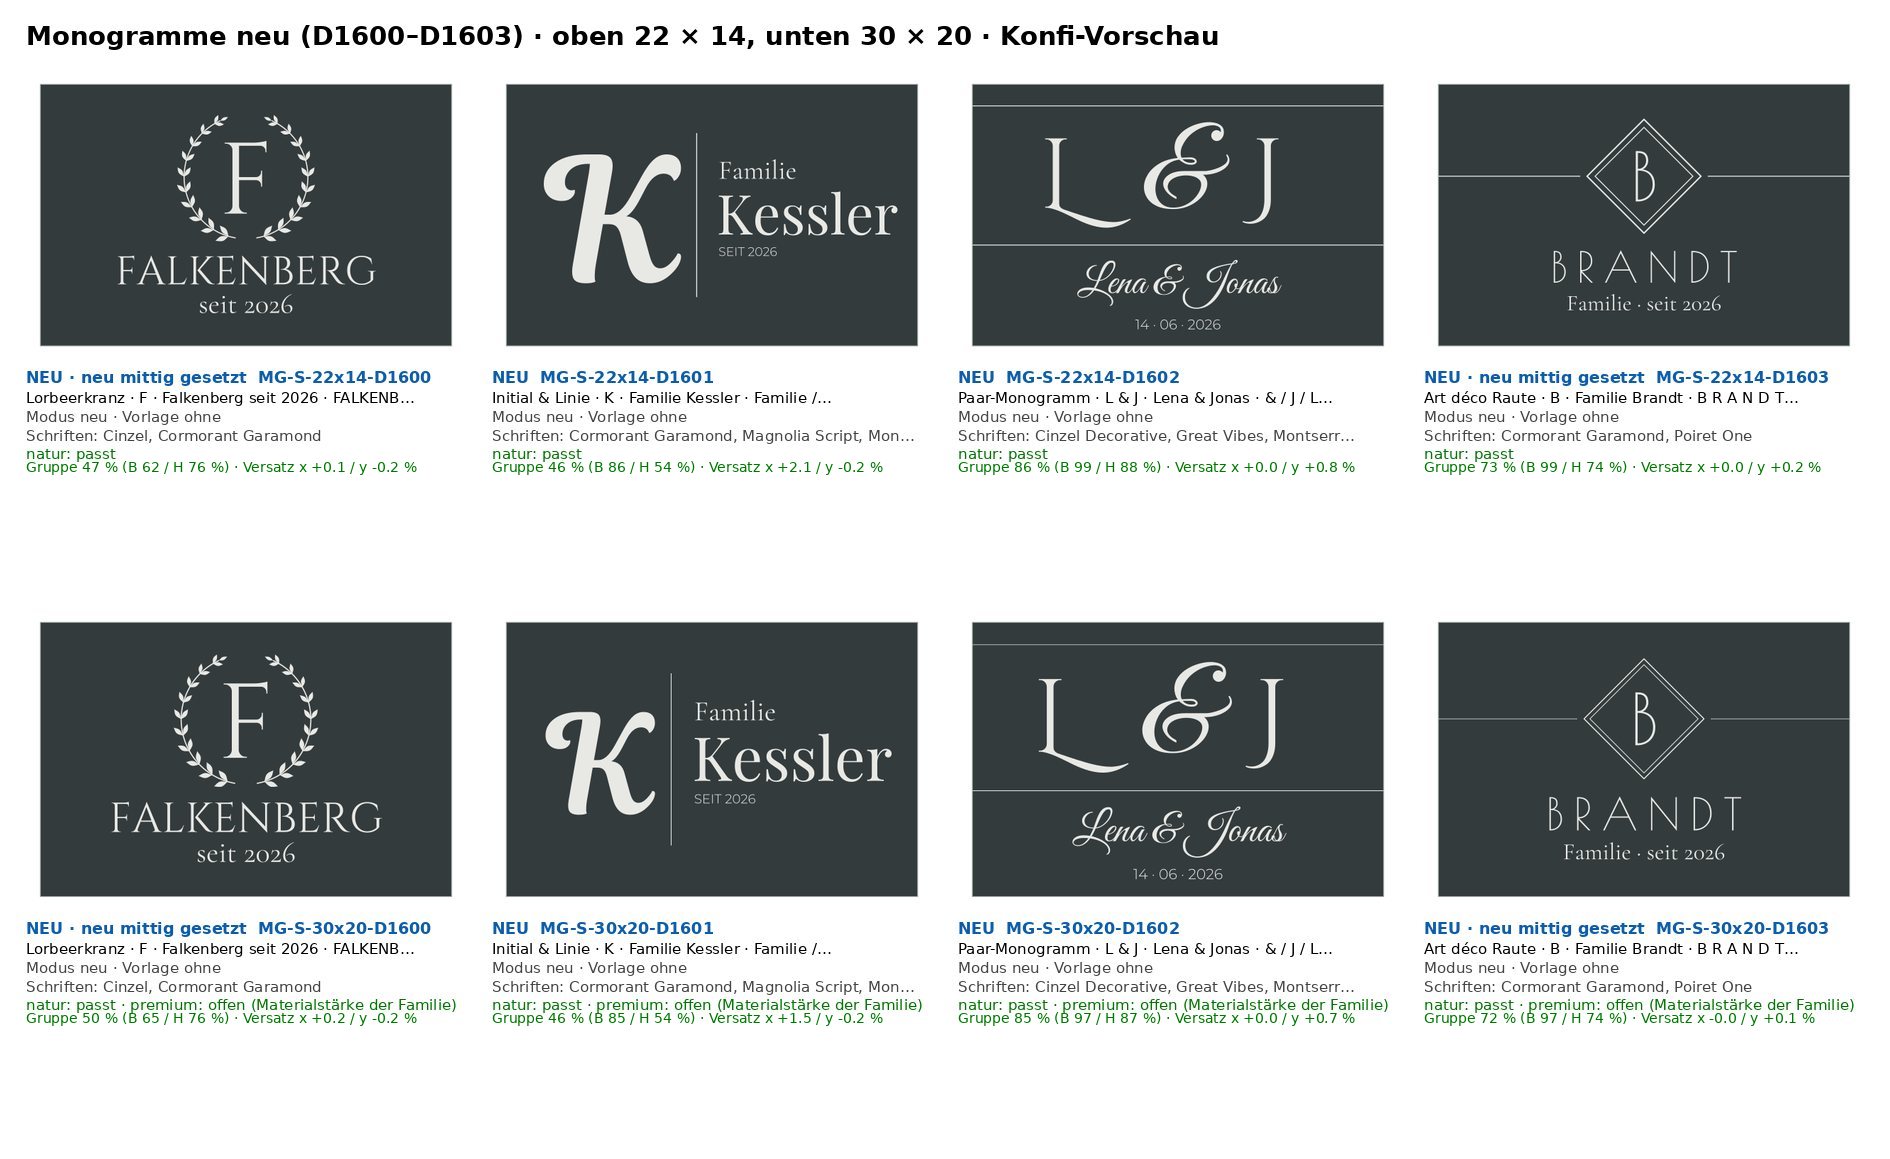 Monogramme neu (D1600–D1603) · oben 22 × 14, unten 30 × 20 · Konfi-Vorschau
F
FALKENBERG
seit 2026
NEU · neu mittig gesetzt MG-S-22x14-D1600
Lorbeerkranz · F · Falkenberg seit 2026 · FALKENB...
Modus neu · Vorlage ohne
Schriften: Cinzel, Cormorant Garamond
natur: passt
Gruppe 47 % (B 62 / H 76 %) · Versatz x +0.1 / y -0.2 %
K
Familie
Kessler
SEIT 2026
NEU MG-S-22x14-D1601
Initial & Linie · K · Familie Kessler · Familie /...
Modus neu · Vorlage ohne
Schriften: Cormorant Garamond, Magnolia Script, Mon...
natur: passt
Gruppe 46 % (B 86 / H 54 %) · Versatz x +2.1 / y -0.2 %
L & J
Lena & Jonas
14 · 06 · 2026
NEU MG-S-22x14-D1602
Paar-Monogramm · L & J · Lena & Jonas · & / J / L...
Modus neu · Vorlage ohne
Schriften: Cinzel Decorative, Great Vibes, Montserr...
natur: passt
Gruppe 86 % (B 99 / H 88 %) · Versatz x +0.0 / y +0.8 %
B
BRANDT
Familie · seit 2026
NEU · neu mittig gesetzt MG-S-22x14-D1603
Art déco Raute · B · Familie Brandt · B R A N D T...
Modus neu · Vorlage ohne
Schriften: Cormorant Garamond, Poiret One
natur: passt
Gruppe 73 % (B 99 / H 74 %) · Versatz x +0.0 / y +0.2 %
F
FALKENBERG
seit 2026
NEU · neu mittig gesetzt MG-S-30x20-D1600
Lorbeerkranz · F · Falkenberg seit 2026 · FALKENB...
Modus neu · Vorlage ohne
Schriften: Cinzel, Cormorant Garamond
natur: passt · premium: offen (Materialstärke der Familie)
Gruppe 50 % (B 65 / H 76 %) · Versatz x +0.2 / y -0.2 %
K
Familie
Kessler
SEIT 2026
NEU MG-S-30x20-D1601
Initial & Linie · K · Familie Kessler · Familie /...
Modus neu · Vorlage ohne
Schriften: Cormorant Garamond, Magnolia Script, Mon...
natur: passt · premium: offen (Materialstärke der Familie)
Gruppe 46 % (B 85 / H 54 %) · Versatz x +1.5 / y -0.2 %
L & J
Lena & Jonas
14 · 06 · 2026
NEU MG-S-30x20-D1602
Paar-Monogramm · L & J · Lena & Jonas · & / J / L...
Modus neu · Vorlage ohne
Schriften: Cinzel Decorative, Great Vibes, Montserr...
natur: passt · premium: offen (Materialstärke der Familie)
Gruppe 85 % (B 97 / H 87 %) · Versatz x +0.0 / y +0.7 %
B
BRANDT
Familie · seit 2026
NEU · neu mittig gesetzt MG-S-30x20-D1603
Art déco Raute · B · Familie Brandt · B R A N D T...
Modus neu · Vorlage ohne
Schriften: Cormorant Garamond, Poiret One
natur: passt · premium: offen (Materialstärke der Familie)
Gruppe 72 % (B 97 / H 74 %) · Versatz x -0.0 / y +0.1 %